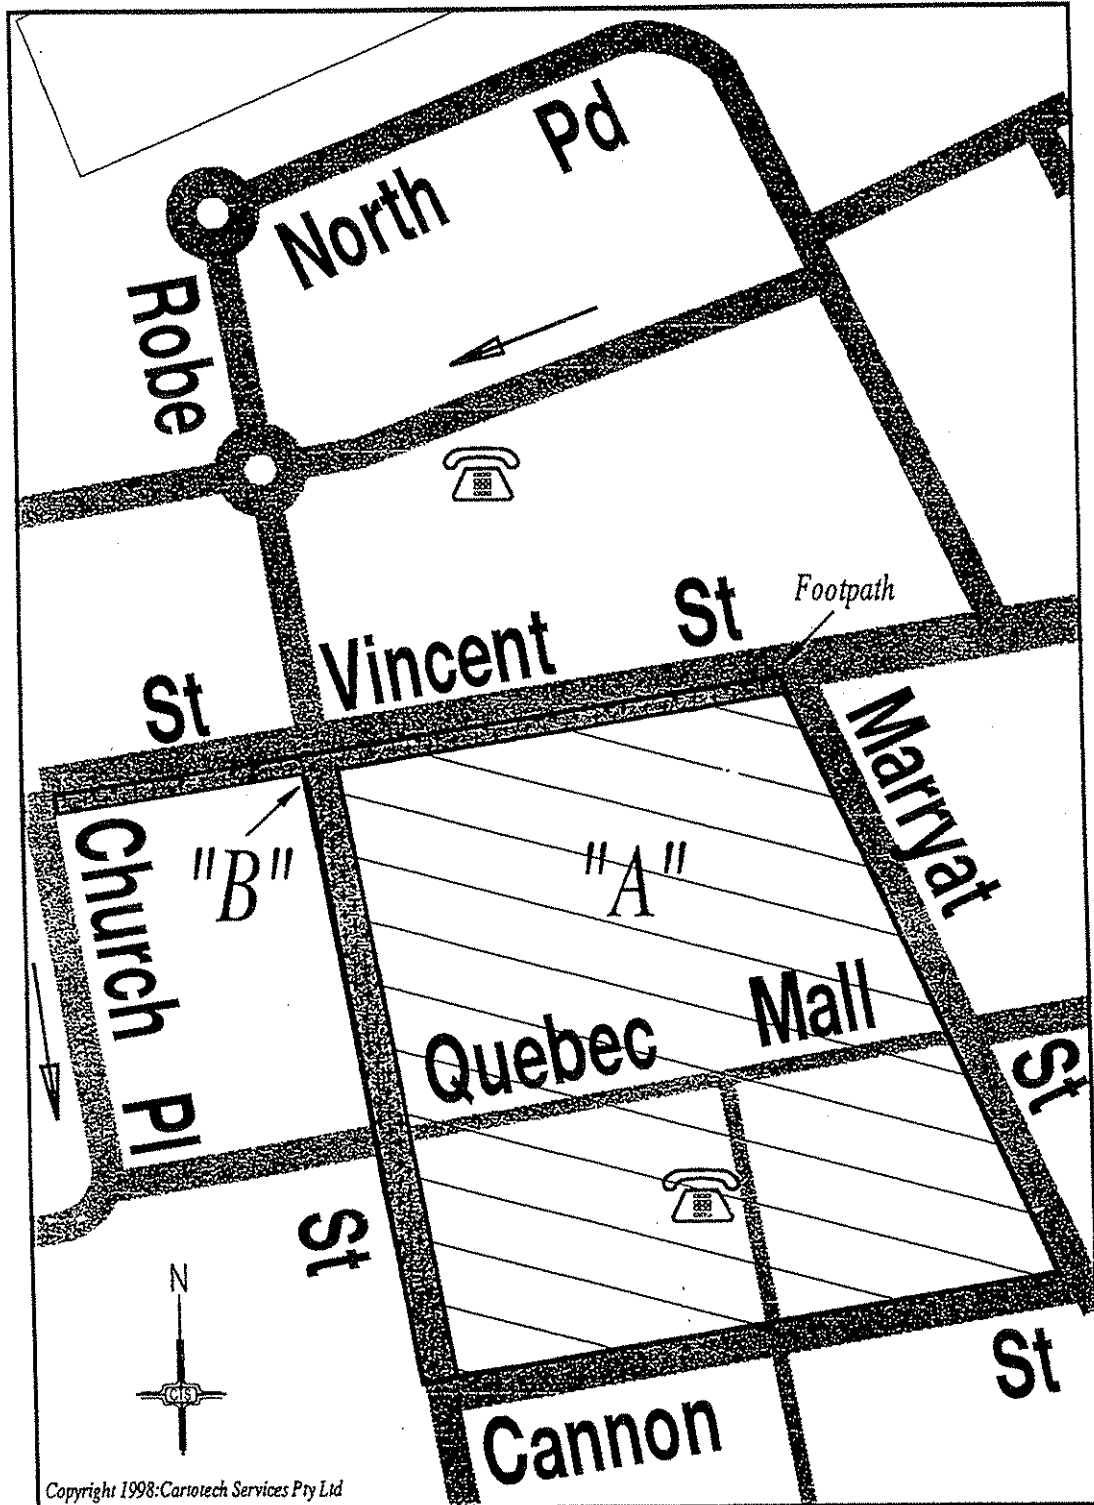 North Pd
Robe
St Vincent St
Footpath
Marryat
"B"
"A"
Church Pl
Quebec Mall
St
St
N
CTS
Cannon St
Copyright 1998:Cartotech Services Pty Ltd